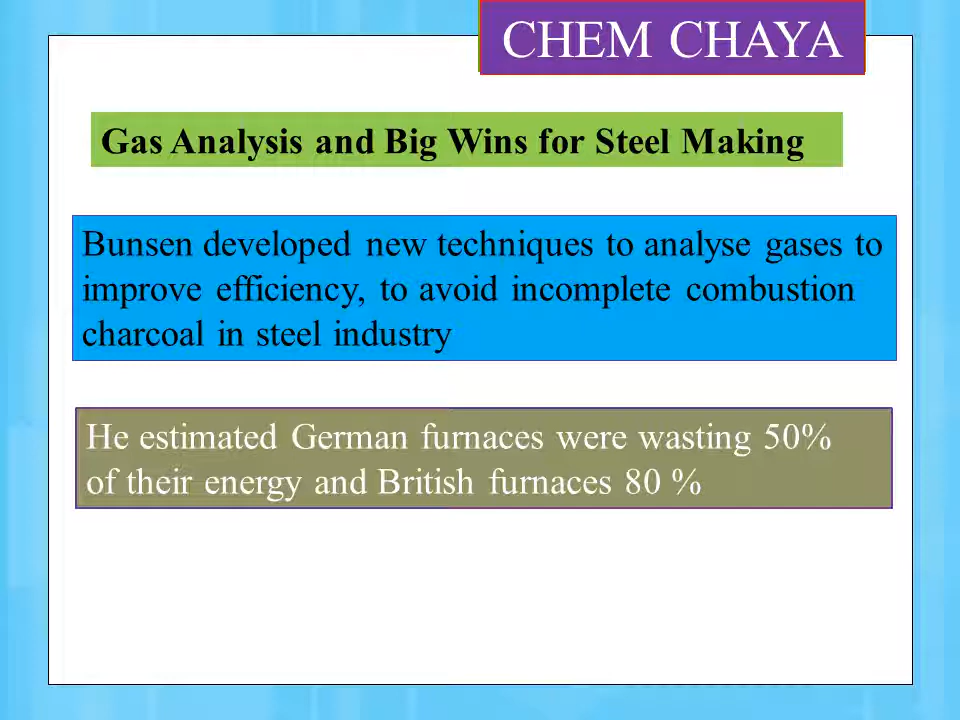 CHEM CHAYA
Gas Analysis and Big Wins for Steel Making
Bunsen developed new techniques to analyse gases to
improve efficiency, to avoid incomplete combustion
charcoal in steel industry
He estimated German furnaces were wasting 50%
of their energy and British furnaces 80 %